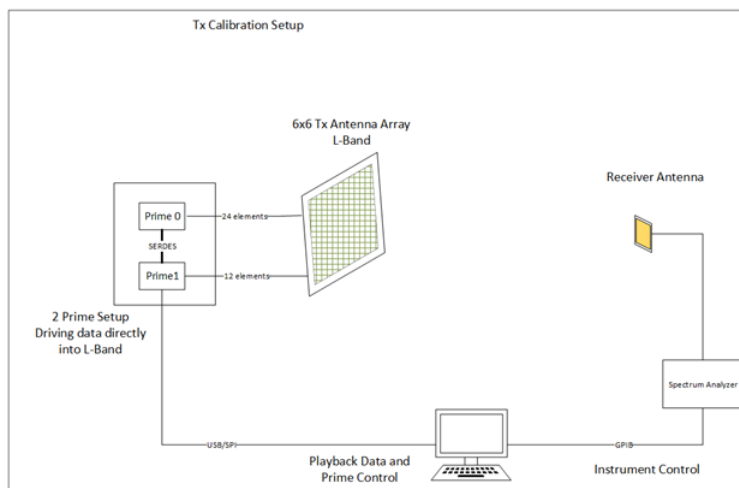 Tx Calibration Setup
6x6 Tx Antenna Array
L-Band
Receiver Antenna
Prime 0
24 elements
SERDES
Prime1
12 elements
2 Prime Setup
Driving data directly
into L-Band
Spectrum Analyzer
USB/SPI
GPIB
Playback Data and
Prime Control
Instrument Control